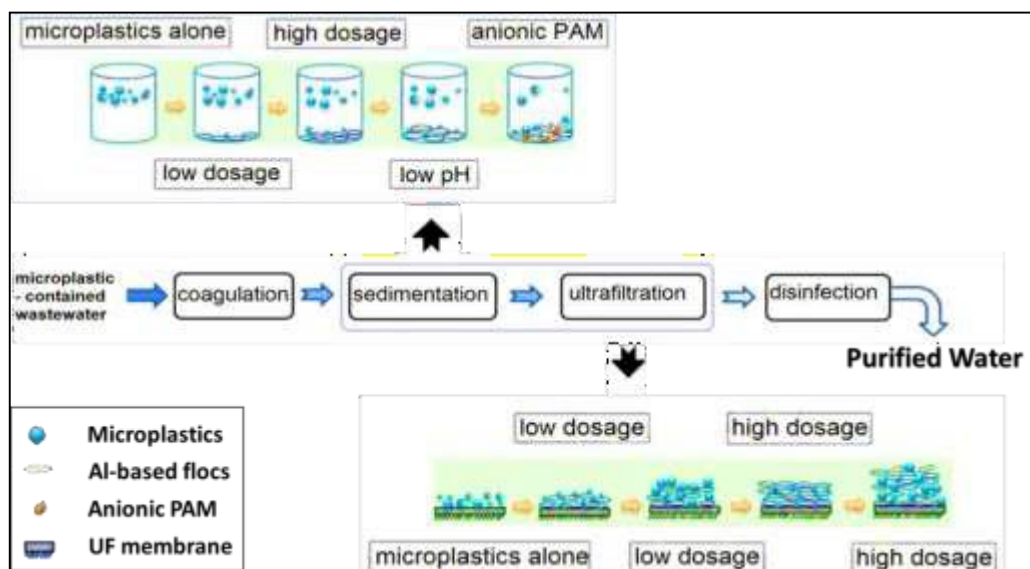 microplastics alone
high dosage
anionic PAM
low dosage
low pH
microplastic
- contained
wastewater
coagulation
sedimentation
ultrafiltration
disinfection
Purified Water
Microplastics
Al-based flocs
Anionic PAM
UF membrane
low dosage
high dosage
microplastics alone
low dosage
high dosage